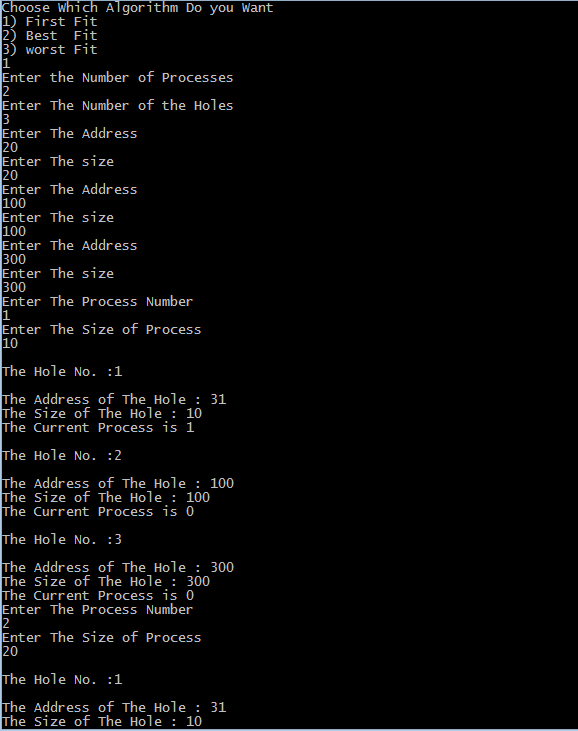 Choose Which Algorithm Do you Want
1) First Fit
2) Best  Fit
3) worst Fit
1
Enter the Number of Processes
2
Enter The Number of the Holes
3
Enter The Address
20
Enter The size
20
Enter The Address
100
Enter The size
100
Enter The Address
300
Enter The size
300
Enter The Process Number
1
Enter The Size of Process
10
The Hole No. :1
The Address of The Hole : 31
The Size of The Hole : 10
The Current Process is 1
The Hole No. :2
The Address of The Hole : 100
The Size of The Hole : 100
The Current Process is 0
The Hole No. :3
The Address of The Hole : 300
The Size of The Hole : 300
The Current Process is 0
Enter The Process Number
2
Enter The Size of Process
20
The Hole No. :1
The Address of The Hole : 31
The Size of The Hole : 10